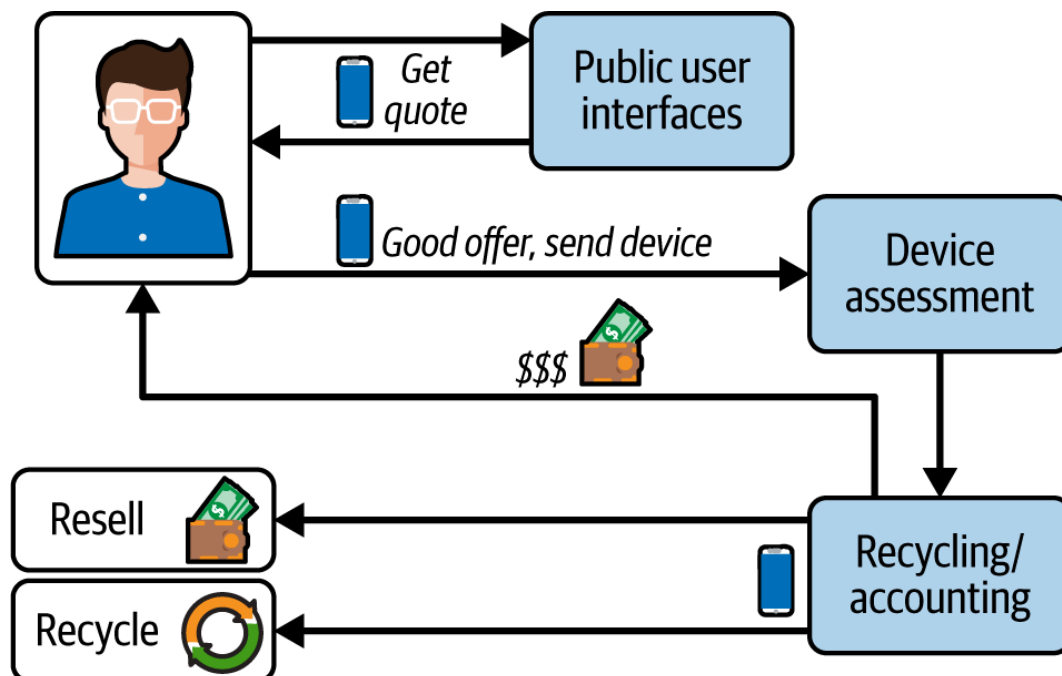 Get
quote
Public user
interfaces
Good offer, send device
Device
assessment
$$$
Resell
Recycle
Recycling/
accounting